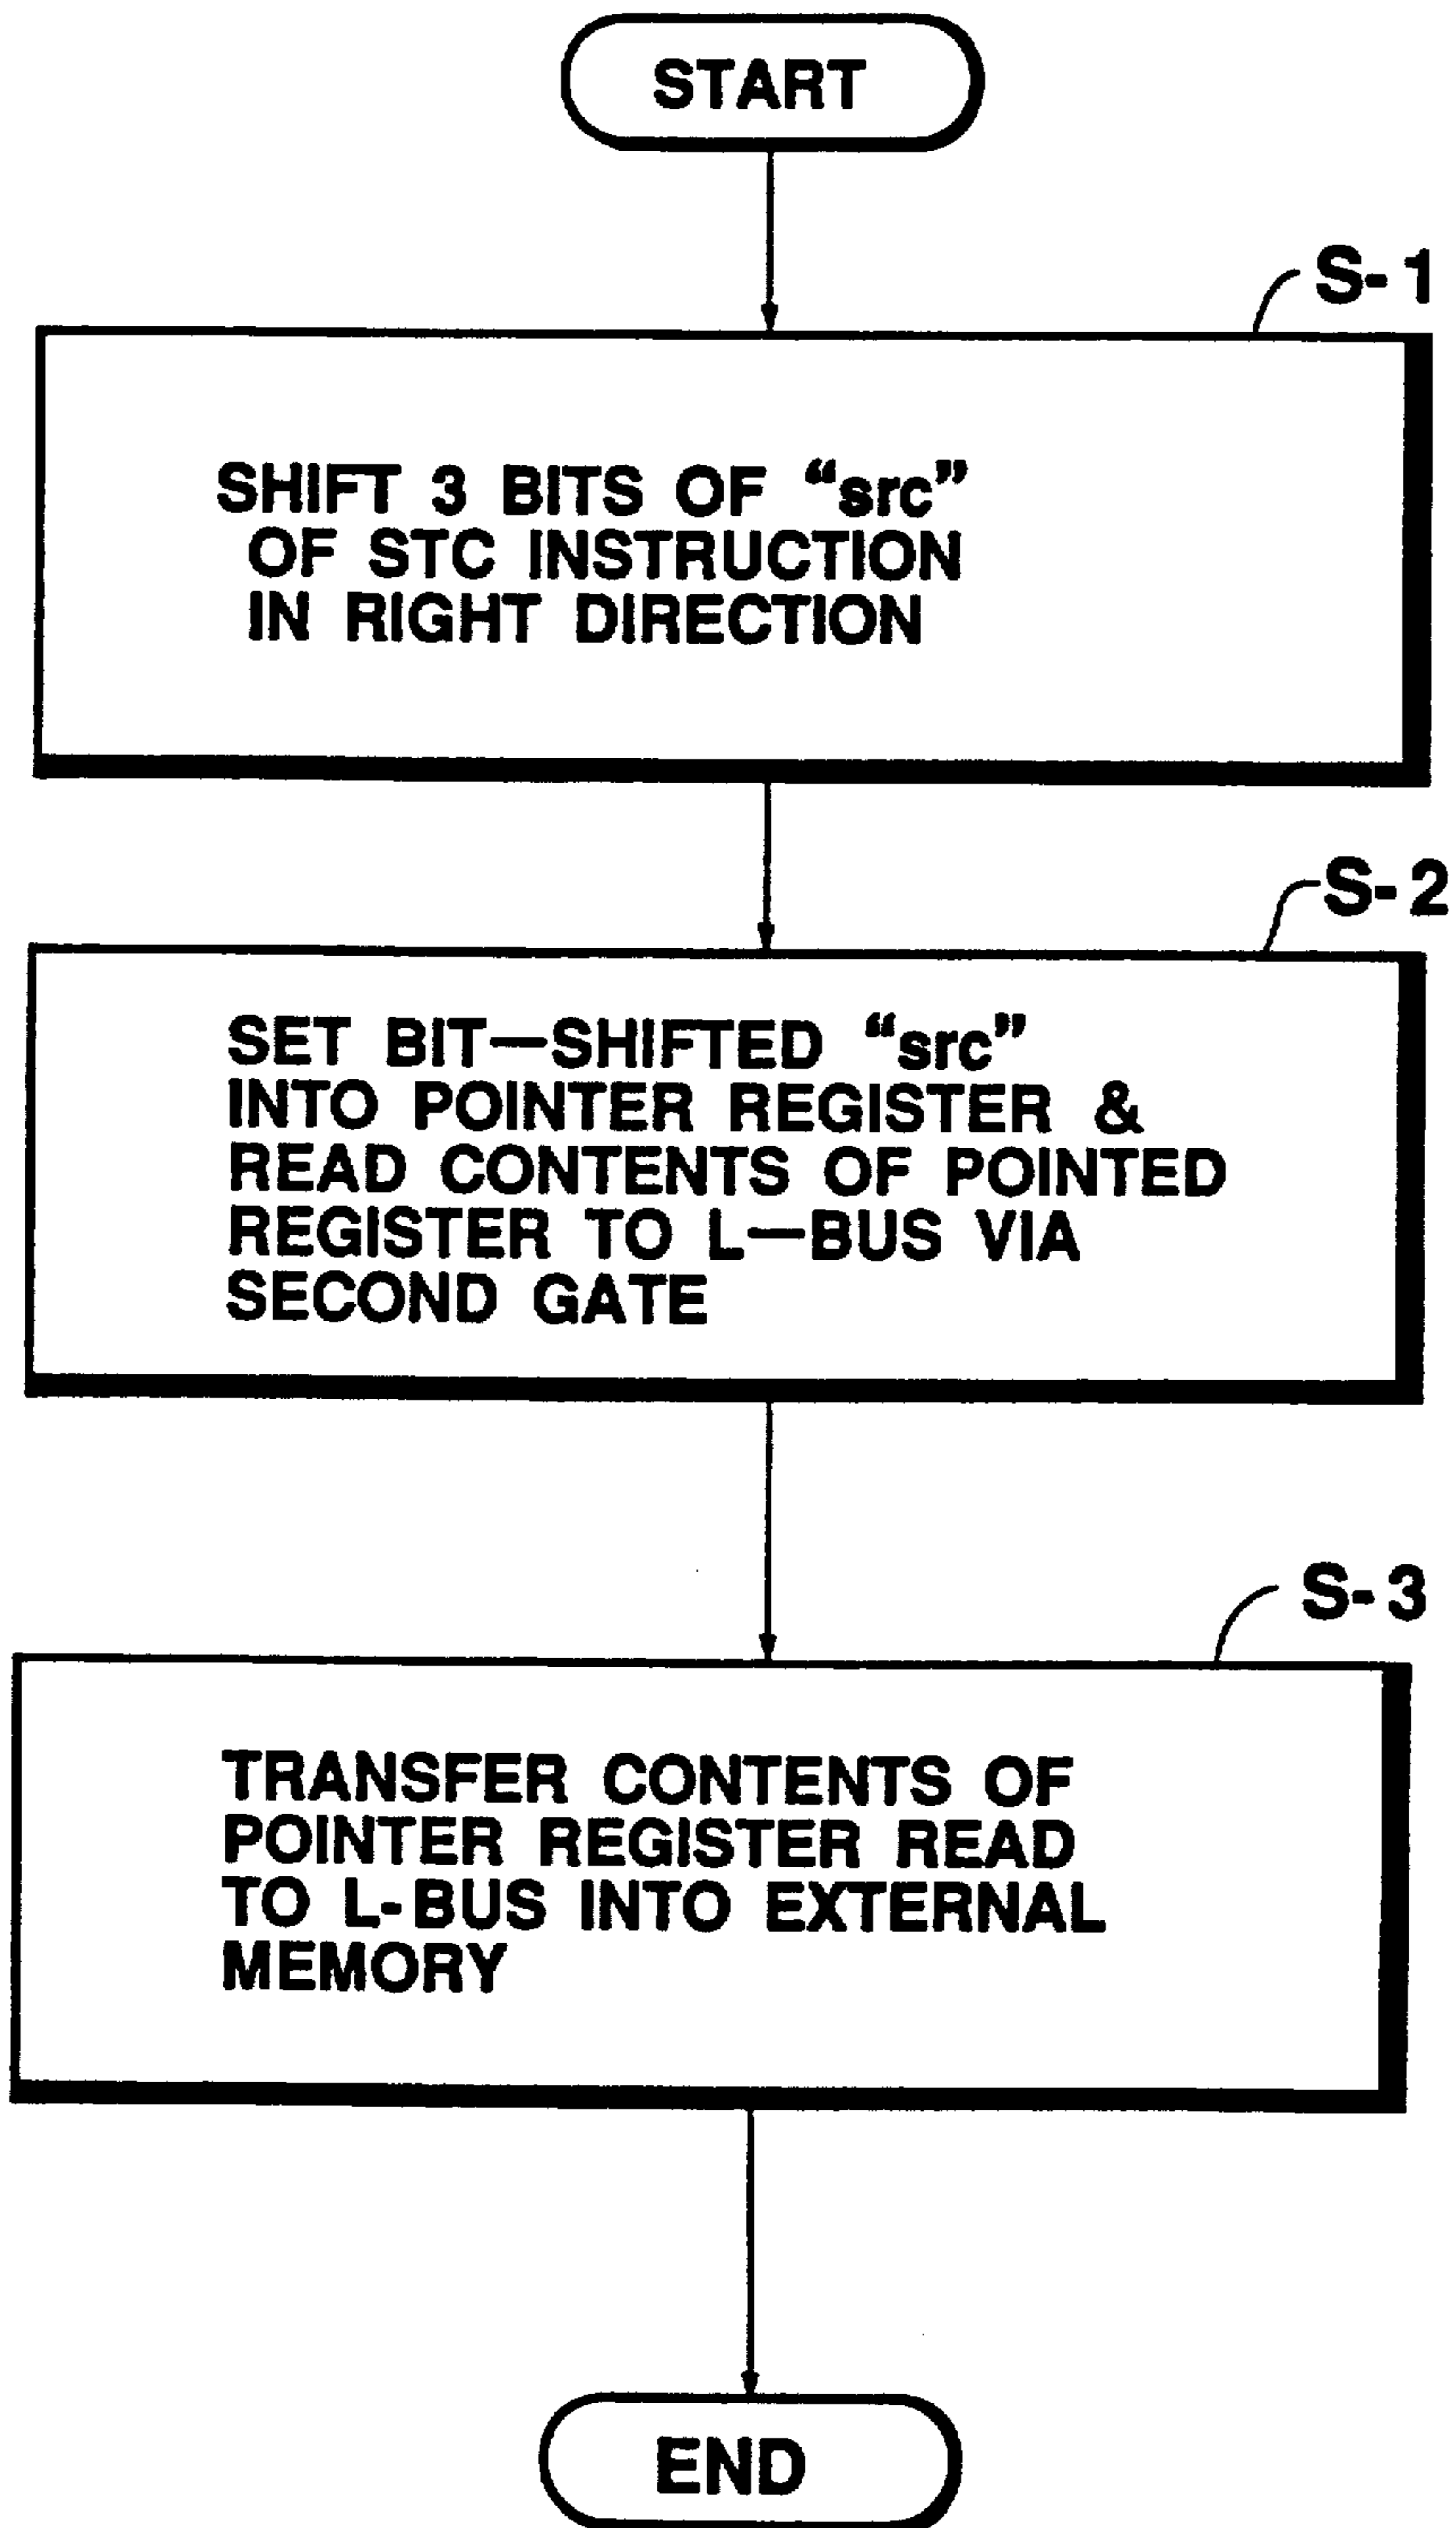 START
S-1
SHIFT 3 BITS OF “src”
OF STC INSTRUCTION
IN RIGHT DIRECTION
S-2
SET BIT—SHIFTED “src”
INTO POINTER REGISTER &
READ CONTENTS OF POINTED
REGISTER TO L—BUS VIA
SECOND GATE
S-3
TRANSFER CONTENTS OF
POINTER REGISTER READ
TO L-BUS INTO EXTERNAL
MEMORY
END